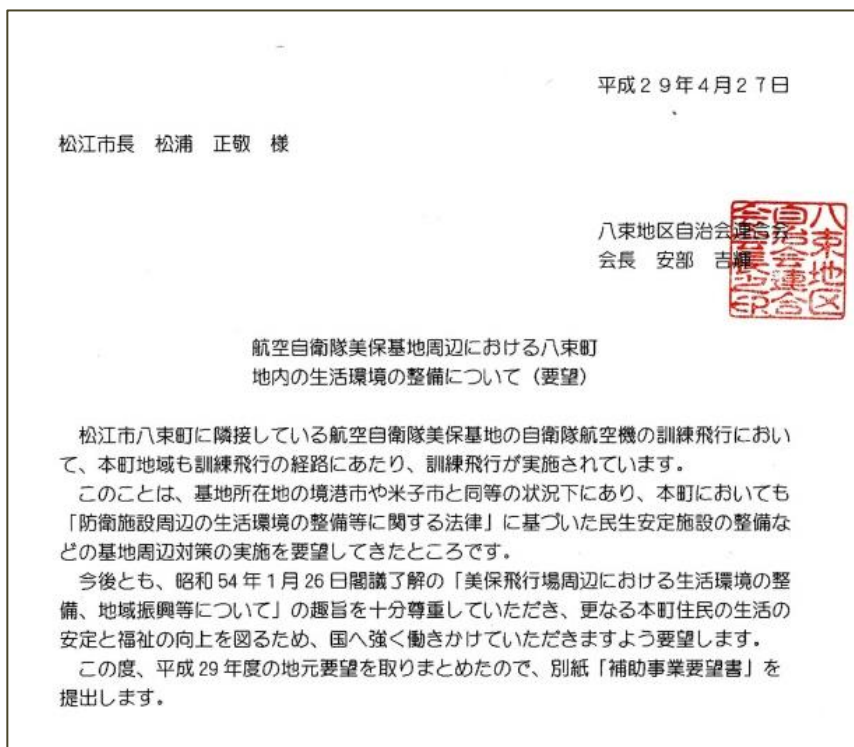 平成２９年４月２７日
松江市長　松浦　正敬　様
八束地区自治会連合会
会長　安部　吉輝
八束地区
自治会連合
会会長之印
航空自衛隊美保基地周辺における八束町
地内の生活環境の整備について（要望）
　松江市八束町に隣接している航空自衛隊美保基地の自衛隊航空機の訓練飛行におい
て、本町地域も訓練飛行の経路にあたり、訓練飛行が実施されています。
　このことは、基地所在地の境港市や米子市と同等の状況下にあり、本町においても
「防衛施設周辺の生活環境の整備等に関する法律」に基づいた民生安定施設の整備な
どの基地周辺対策の実施を要望してきたところです。
　今後とも、昭和 54 年 1 月 26 日閣議了解の「美保飛行場周辺における生活環境の整
備、地域振興等について」の趣旨を十分尊重していただき、更なる本町住民の生活の
安定と福祉の向上を図るため、国へ強く働きかけていただきますよう要望します。
　この度、平成 29 年度の地元要望を取りまとめたので、別紙「補助事業要望書」を
提出します。